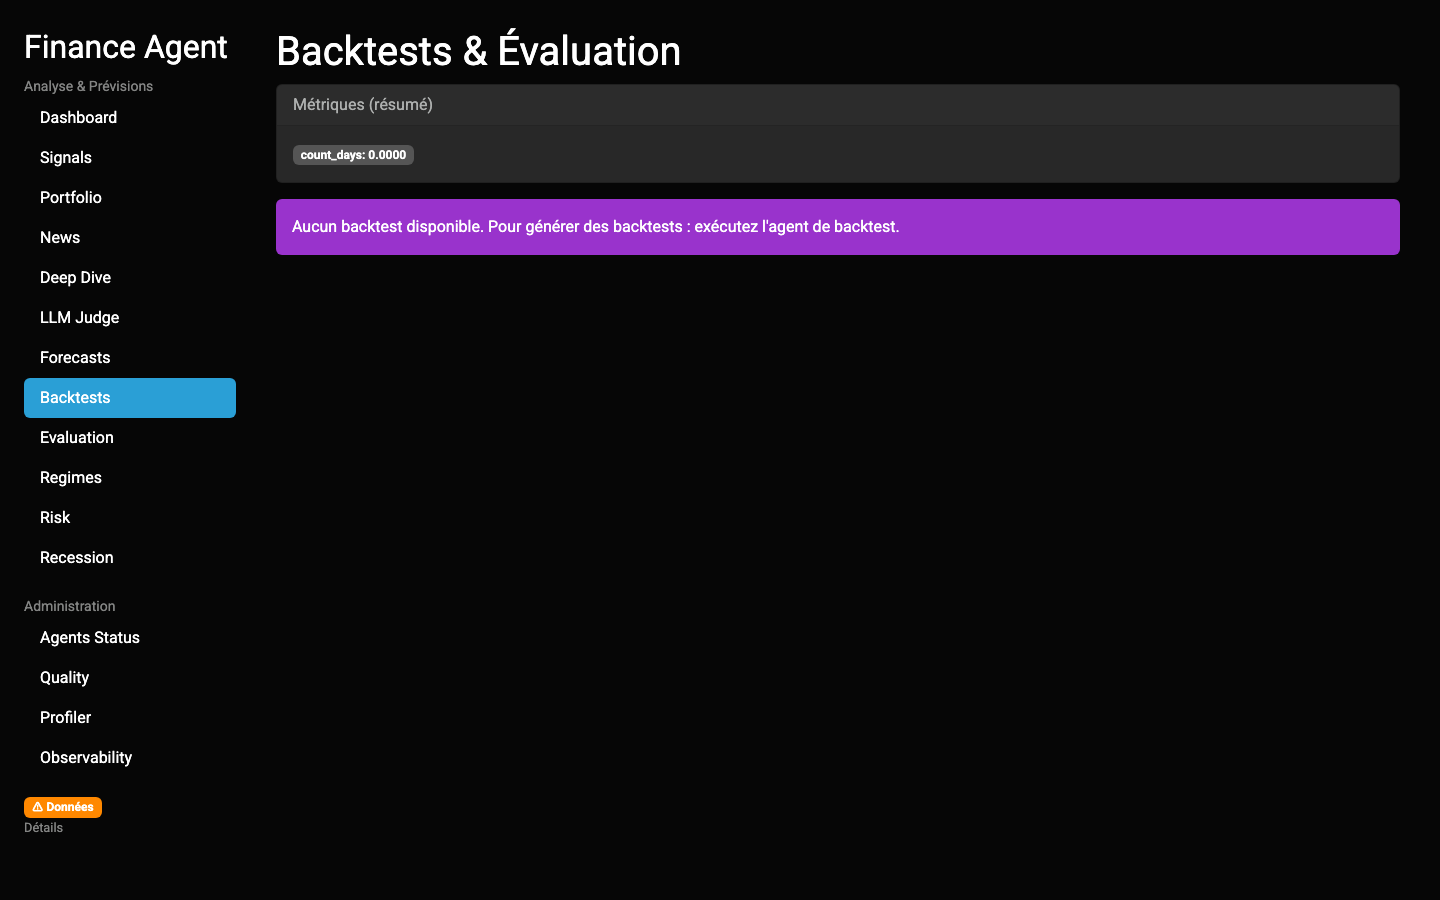 Finance Agent
Analyse & Prévisions
Dashboard
Signals
Portfolio
News
Deep Dive
LLM Judge
Forecasts
Backtests
Evaluation
Regimes
Risk
Recession
Administration
Agents Status
Quality
Profiler
Observability
⚠ Données
Détails
Backtests & Évaluation
Métriques (résumé)
count_days: 0.0000
Aucun backtest disponible. Pour générer des backtests : exécutez l'agent de backtest.